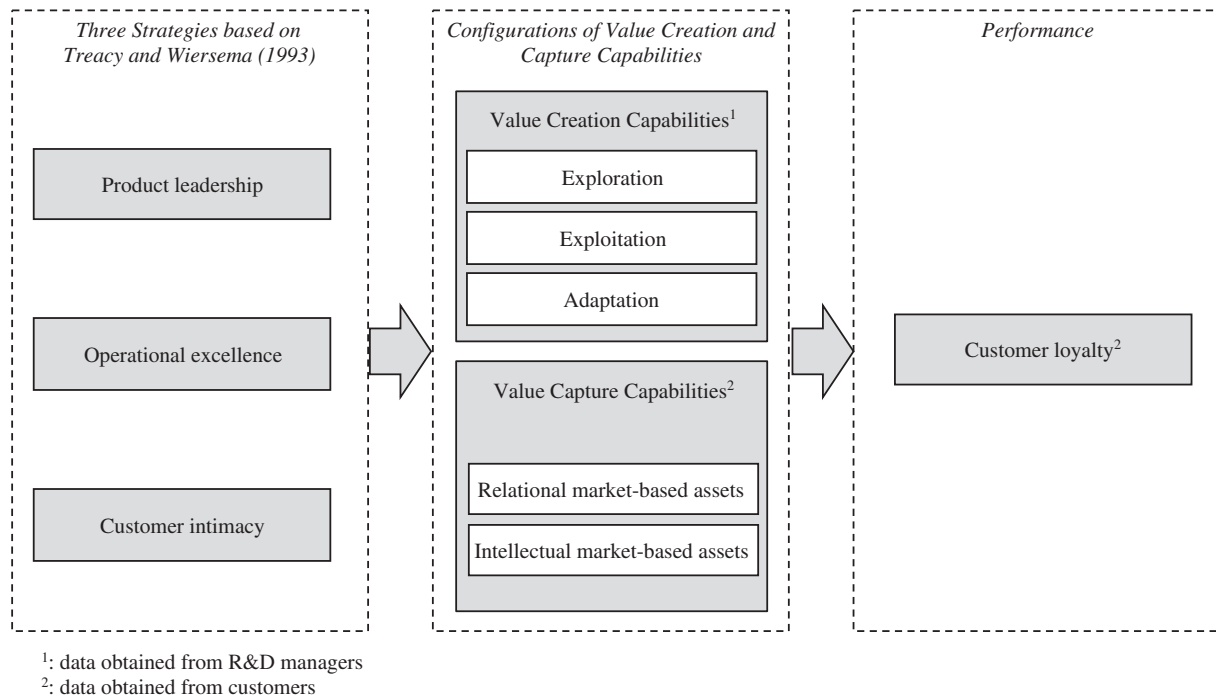 Three Strategies based on
Treacy and Wiersema (1993)
Product leadership
Operational excellence
Customer intimacy
Configurations of Value Creation and
Capture Capabilities
Value Creation Capabilities¹
Exploration
Exploitation
Adaptation
Value Capture Capabilities²
Relational market-based assets
Intellectual market-based assets
Performance
Customer loyalty²
¹: data obtained from R&D managers
²: data obtained from customers